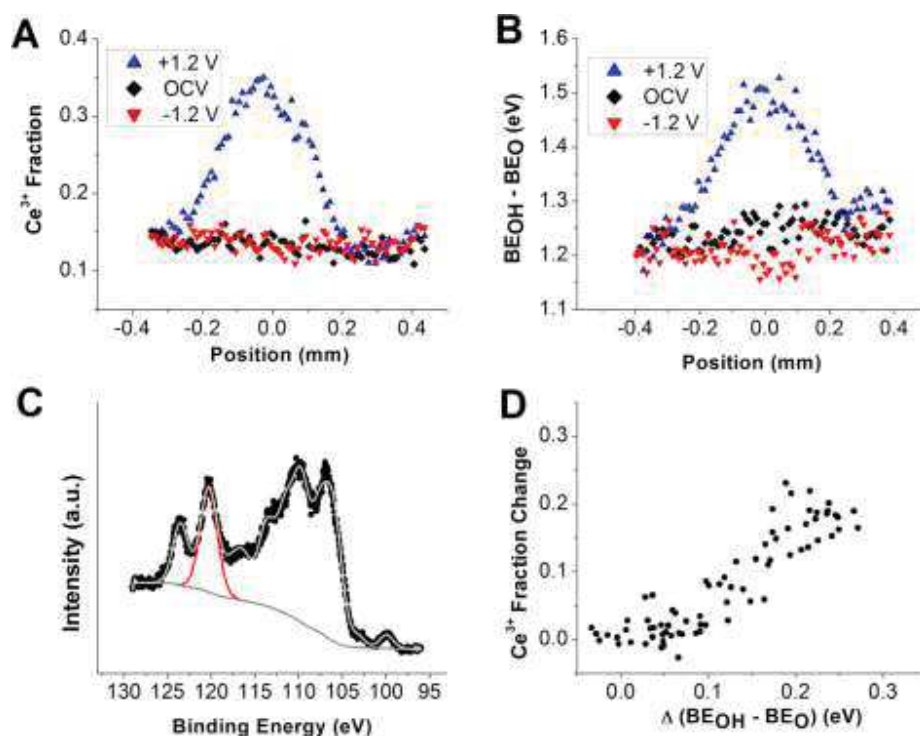 A
Ce3+ Fraction
0.4
0.3
0.2
0.1
+1.2 V
OCV
-1.2 V
-0.4 -0.2 0.0 0.2 0.4
Position (mm)
B
BEOH - BEO (eV)
1.6
1.5
1.4
1.3
1.2
1.1
+1.2 V
OCV
-1.2 V
-0.4 -0.2 0.0 0.2 0.4
Position (mm)
C
Intensity (a.u.)
130 125 120 115 110 105 100 95
Binding Energy (eV)
D
Ce3+ Fraction Change
0.3
0.2
0.1
0.0
0.0 0.1 0.2 0.3
Δ (BEOH - BEO) (eV)